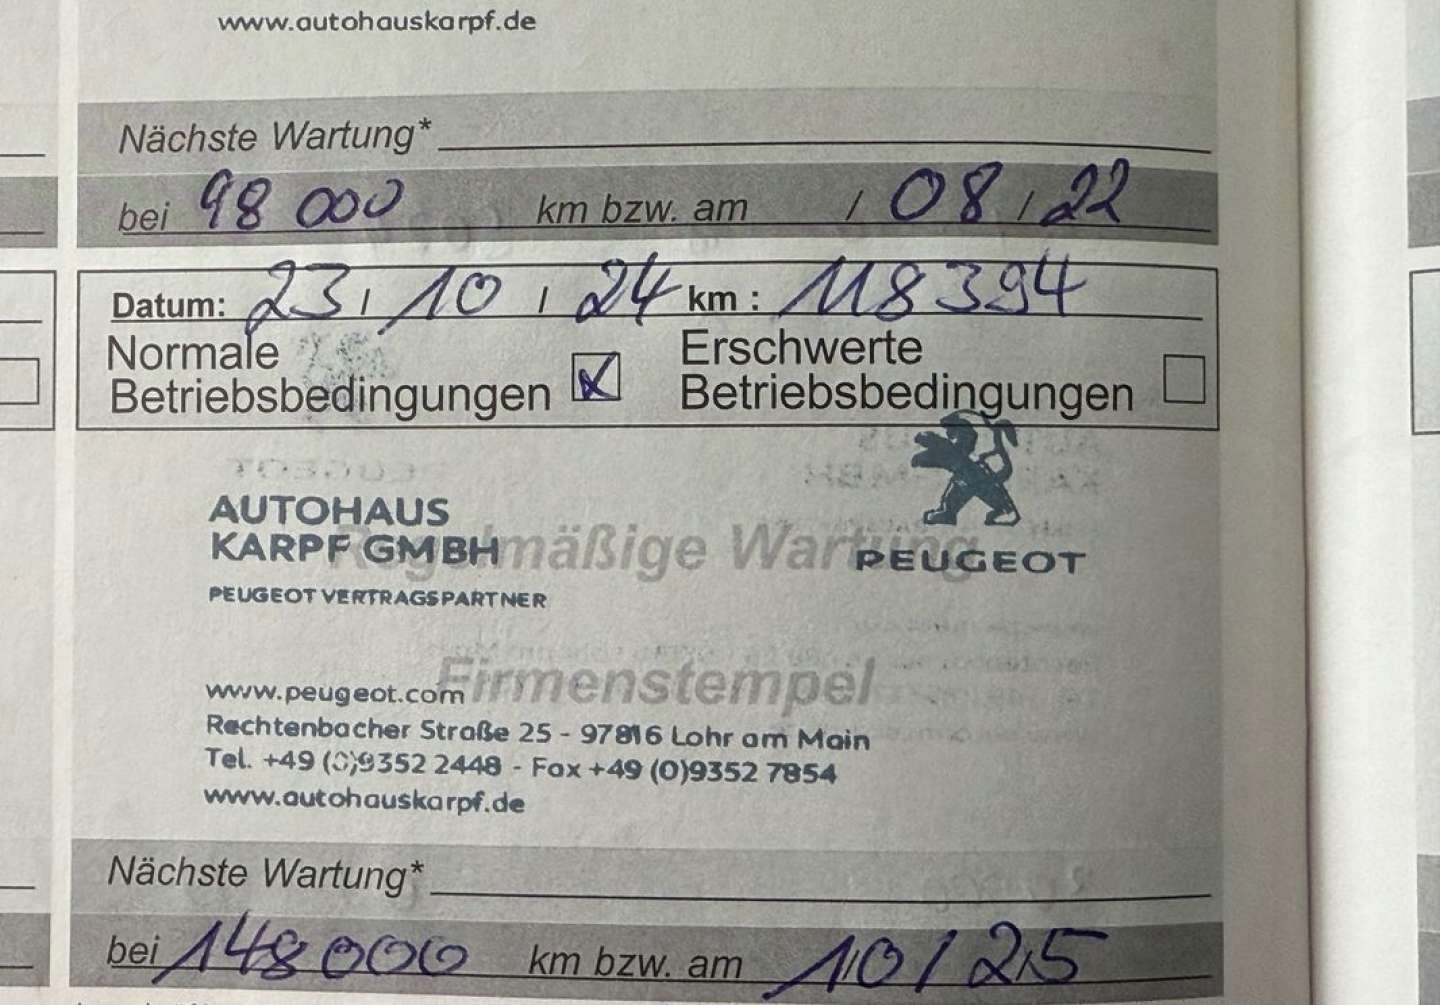 www.autohauskarpf.de
Nächste Wartung*
bei 98 000 km bzw. am / 08 / 22
Datum: 23 / 10 / 24 km : 118394
Normale Betriebsbedingungen
Erschwerte Betriebsbedingungen
AUTOHAUS
KARPF GMBH
Regelmäßige Wartung
PEUGEOT
PEUGEOT VERTRAGSPARTNER
Firmenstempel
www.peugeot.com
Rechtenbacher Straße 25 - 97816 Lohr am Main
Tel. +49 (0)9352 2448 - Fax +49 (0)9352 7854
www.autohauskarpf.de
Nächste Wartung*
bei 148000 km bzw. am 10 / 25